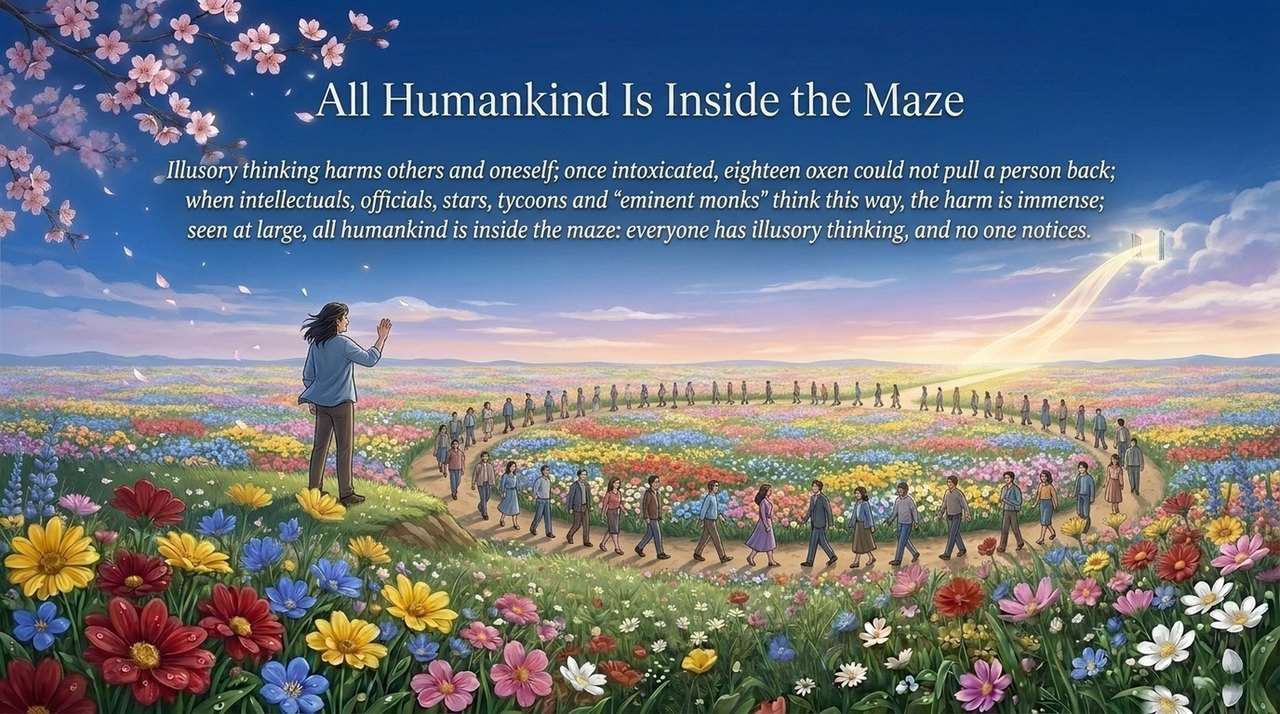 All Humankind Is Inside the Maze
Illusory thinking harms others and oneself; once intoxicated, eighteen oxen could not pull a person back;
when intellectuals, officials, stars, tycoons and “eminent monks” think this way, the harm is immense;
seen at large, all humankind is inside the maze: everyone has illusory thinking, and no one notices.